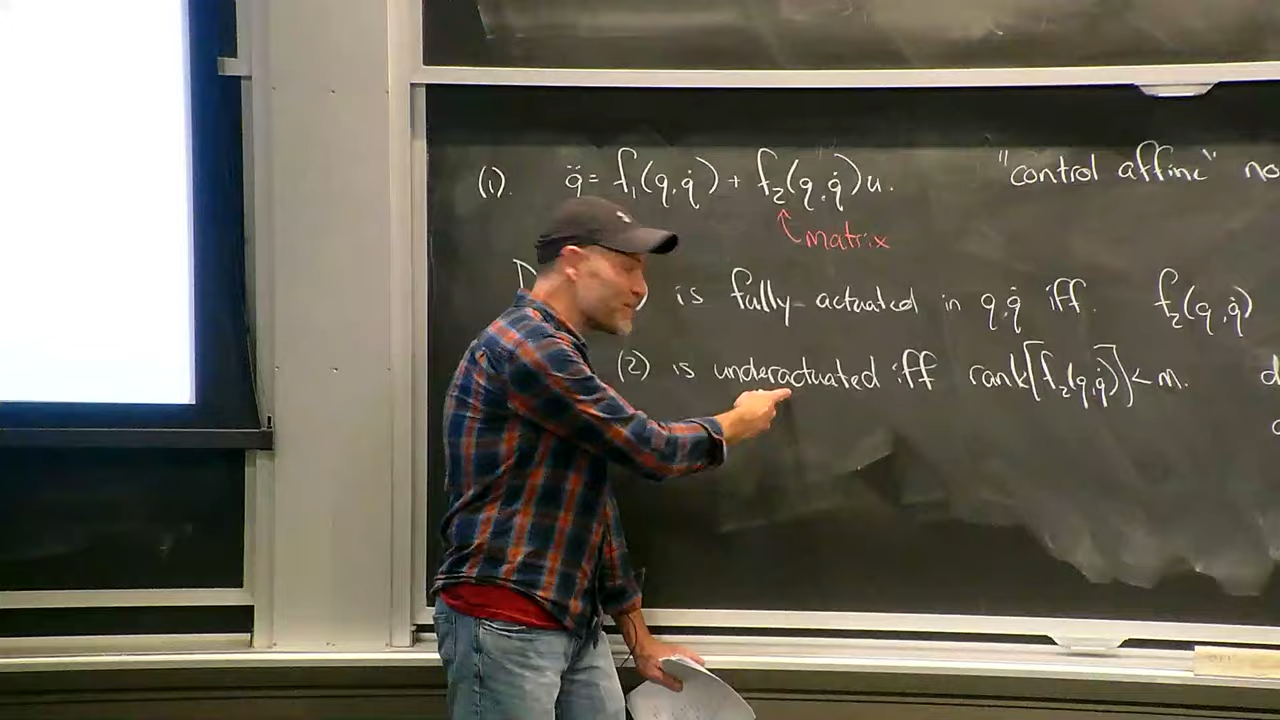 (1). q̈ = f₁(q,q̇) + f₂(q,q̇)u. "control affine" no
↑ matrix
is fully-actuated in q,q̇ iff. f₂(q,q̇)
(2) is underactuated iff rank[f₂(q,q̇)] < m.